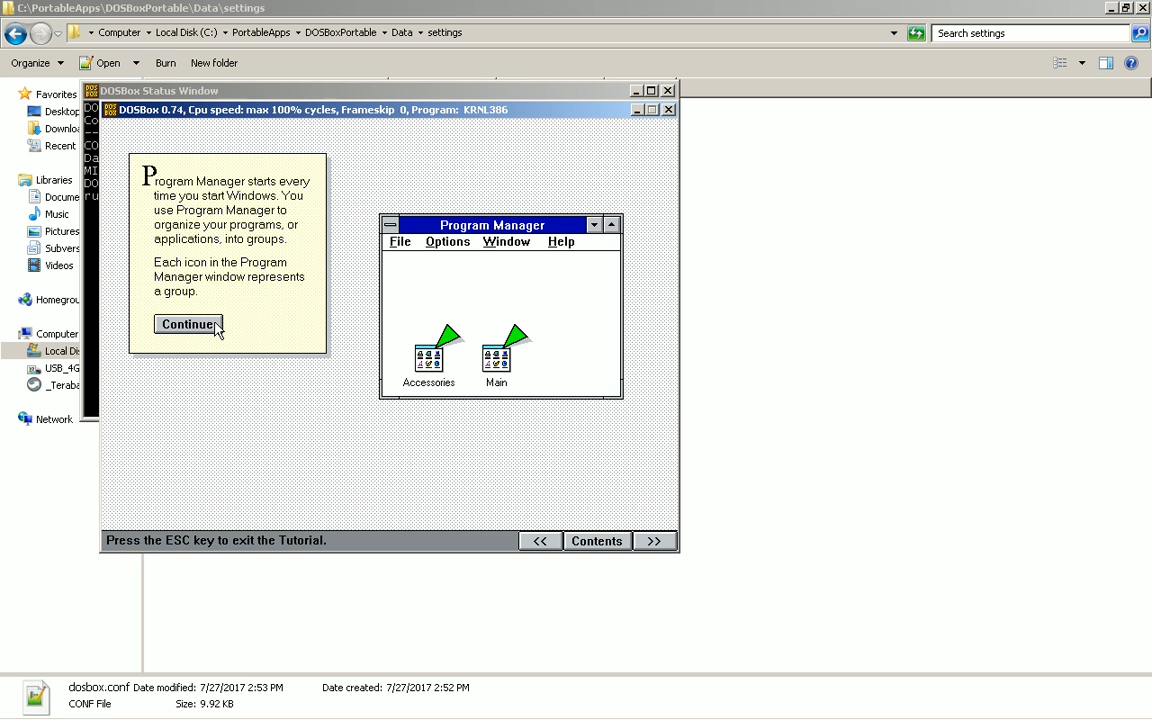 C:\PortableApps\DOSBoxPortable\Data\settings
Computer Local Disk (C:) PortableApps DOSBoxPortable Data settings
Search settings
Organize Open Burn New folder
Favorites
Desktop
Recent
Libraries
Music
Pictures
Videos
Computer
Network
DOSBox Status Window
DOSBox 0.74, Cpu speed: max 100% cycles, Frameskip 0, Program: KRNL386
Program Manager starts every
time you start Windows. You
use Program Manager to
organize your programs, or
applications, into groups.
Each icon in the Program
Manager window represents
a group.
Continue
Program Manager
File Options Window Help
Accessories Main
Press the ESC key to exit the Tutorial.
<< Contents >>
dosbox.conf Date modified: 7/27/2017 2:53 PM Date created: 7/27/2017 2:52 PM
CONF File Size: 9.92 KB